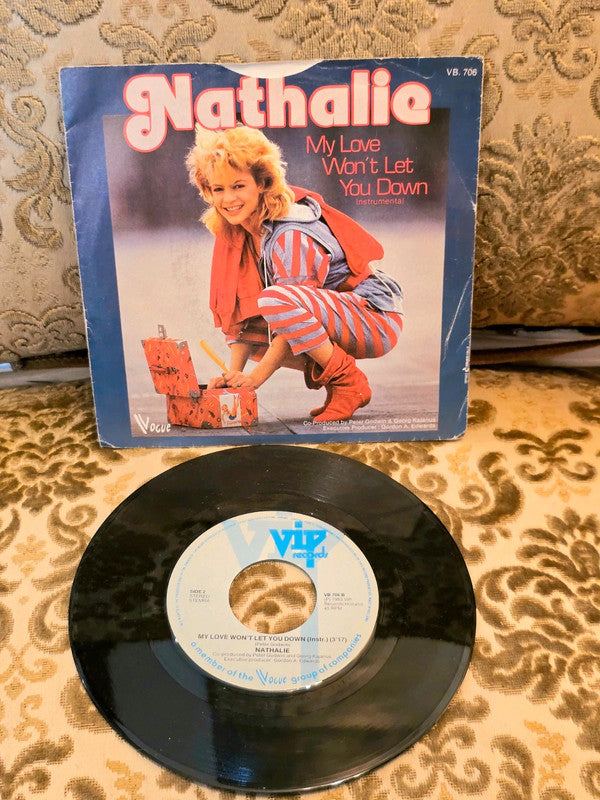 VB. 706
Nathalie
My Love
Won't Let
You Down
Instrumental
Vogue
Co-Produced by Peter Godwin & Georg Kajanus
Executive Producer : Gordon A. Edwards
vip
records
SIDE 2
STEREO
VB 706 B
45 RPM
MY LOVE WON'T LET YOU DOWN (Instr.) (3'17)
(Peter Godwin)
NATHALIE
Co-produced by Peter Godwin and Georg Kajanus
Executive producer : Gordon A. Edwards
a member of the Vogue group of companies